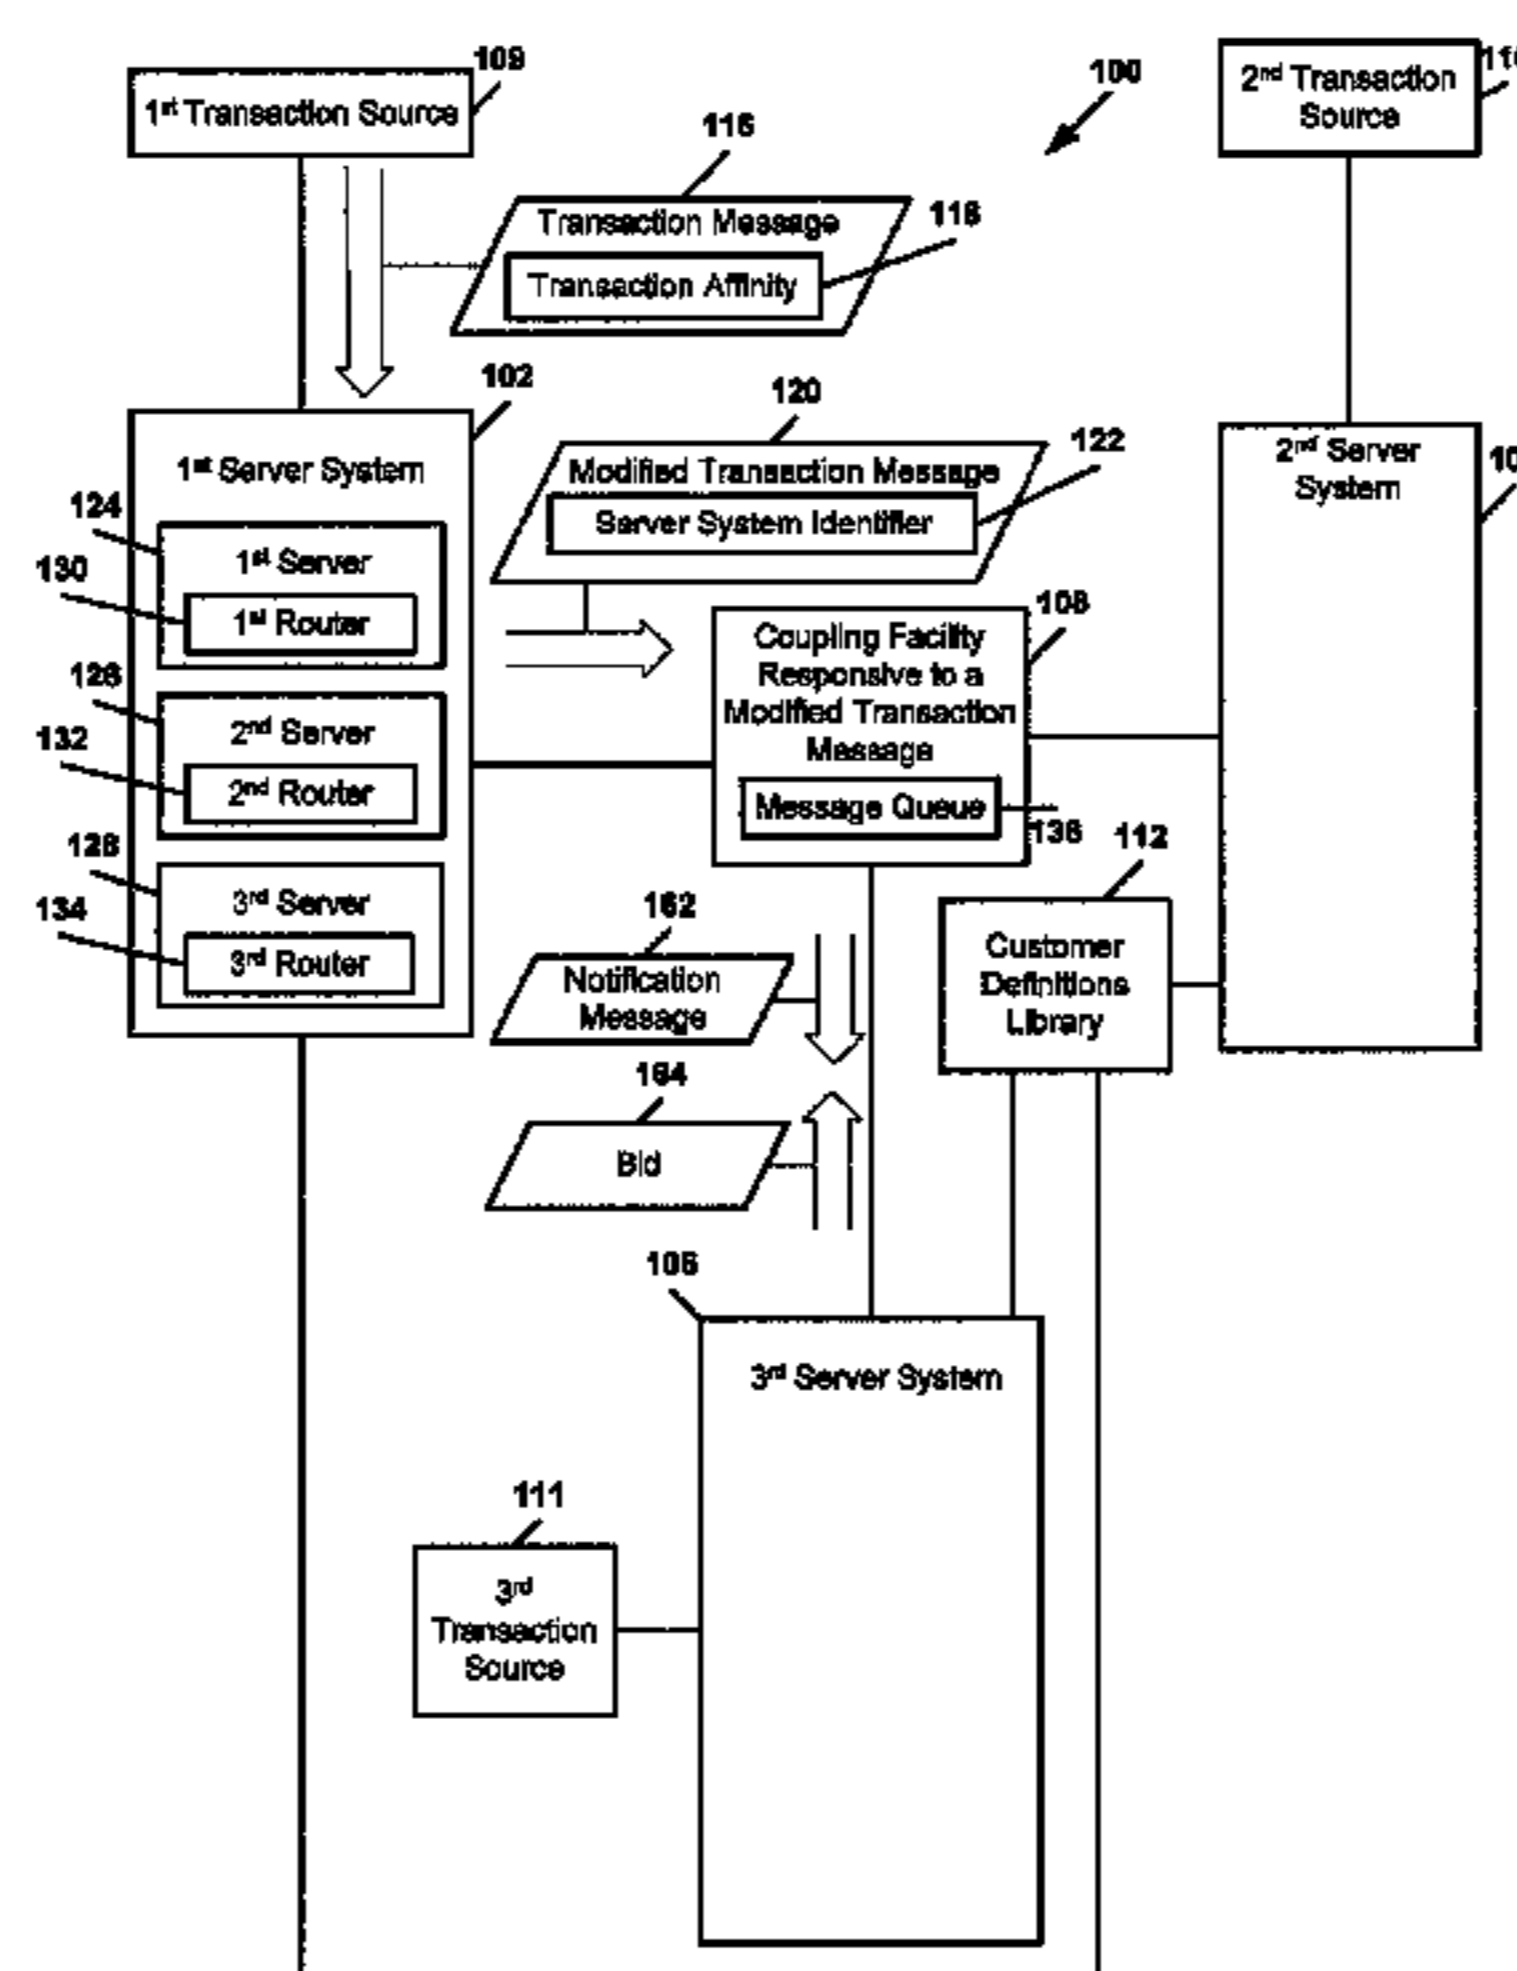 109
1st Transaction Source
100
2nd Transaction
Source
116
Transaction Message
118
Transaction Affinity
102
1st Server System
120
Modified Transaction Message
122
Server System Identifier
2nd Server
System
124
1st Server
130
1st Router
126
2nd Server
132
2nd Router
128
3rd Server
134
3rd Router
108
Coupling Facility
Responsive to a
Modified Transaction
Message
Message Queue
136
112
Customer
Definitions
Library
162
Notification
Message
164
Bid
106
3rd Server System
111
3rd
Transaction
Source